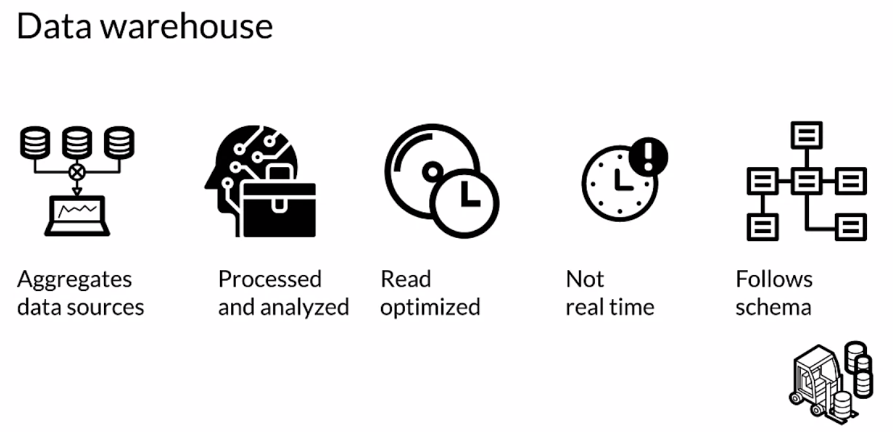 Data warehouse
Aggregates
data sources
Processed
and analyzed
Read
optimized
Not
real time
Follows
schema